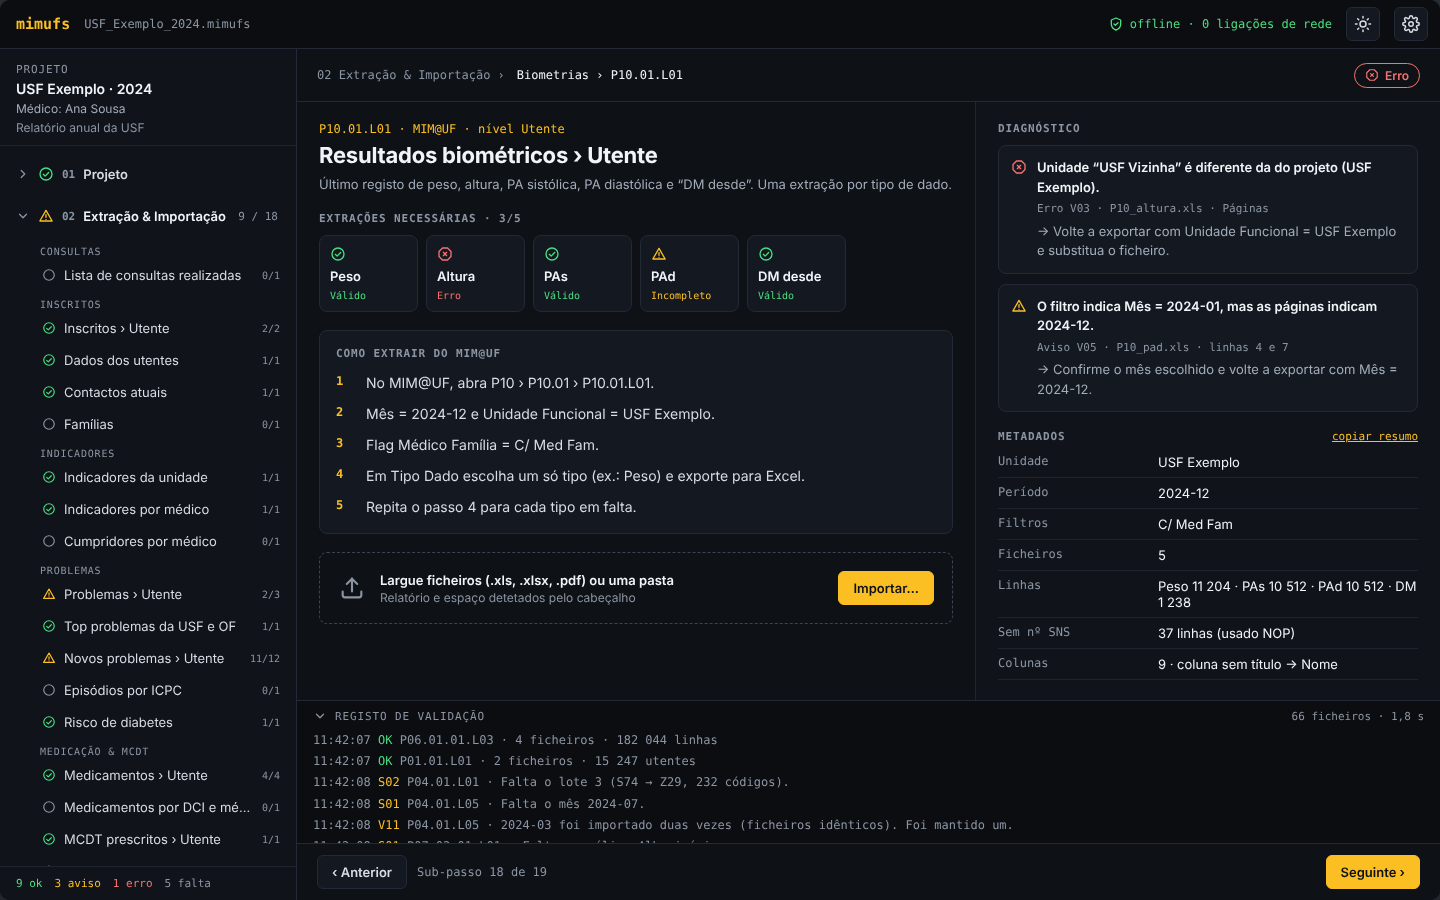 mimufs
USF_Exemplo_2024.mimufs
offline · 0 ligações de rede
PROJETO
USF Exemplo · 2024
Médico: Ana Sousa
Relatório anual da USF
01 Projeto
02 Extração & Importação 9 / 18
CONSULTAS
Lista de consultas realizadas 0/1
INSCRITOS
Inscritos › Utente 2/2
Dados dos utentes 1/1
Contactos atuais 1/1
Famílias 0/1
INDICADORES
Indicadores da unidade 1/1
Indicadores por médico 1/1
Cumpridores por médico 0/1
PROBLEMAS
Problemas › Utente 2/3
Top problemas da USF e OF 1/1
Novos problemas › Utente 11/12
Episódios por ICPC 0/1
Risco de diabetes 1/1
MEDICAÇÃO & MCDT
Medicamentos › Utente 4/4
Medicamentos por DCI e mé... 0/1
MCDT prescritos › Utente 1/1
9 ok 3 aviso 1 erro 5 falta
02 Extração & Importação › Biometrias › P10.01.L01
Erro
P10.01.L01 · MIM@UF · nível Utente
Resultados biométricos › Utente
Último registo de peso, altura, PA sistólica, PA diastólica e “DM desde”. Uma extração por tipo de dado.
EXTRAÇÕES NECESSÁRIAS · 3/5
Peso
Válido
Altura
Erro
PAs
Válido
PAd
Incompleto
DM desde
Válido
COMO EXTRAIR DO MIM@UF
1 No MIM@UF, abra P10 › P10.01 › P10.01.L01.
2 Mês = 2024-12 e Unidade Funcional = USF Exemplo.
3 Flag Médico Família = C/ Med Fam.
4 Em Tipo Dado escolha um só tipo (ex.: Peso) e exporte para Excel.
5 Repita o passo 4 para cada tipo em falta.
Largue ficheiros (.xls, .xlsx, .pdf) ou uma pasta
Relatório e espaço detetados pelo cabeçalho
Importar...
DIAGNÓSTICO
Unidade “USF Vizinha” é diferente da do projeto (USF
Exemplo).
Erro V03 · P10_altura.xls · Páginas
→ Volte a exportar com Unidade Funcional = USF Exemplo
e substitua o ficheiro.
O filtro indica Mês = 2024-01, mas as páginas indicam
2024-12.
Aviso V05 · P10_pad.xls · linhas 4 e 7
→ Confirme o mês escolhido e volte a exportar com Mês =
2024-12.
METADADOS
copiar resumo
Unidade USF Exemplo
Período 2024-12
Filtros C/ Med Fam
Ficheiros 5
Linhas Peso 11 204 · PAs 10 512 · PAd 10 512 · DM
1 238
Sem nº SNS 37 linhas (usado NOP)
Colunas 9 · coluna sem título → Nome
REGISTO DE VALIDAÇÃO
66 ficheiros · 1,8 s
11:42:07 OK P06.01.01.L03 · 4 ficheiros · 182 044 linhas
11:42:07 OK P01.01.L01 · 2 ficheiros · 15 247 utentes
11:42:08 S02 P04.01.L01 · Falta o lote 3 (S74 → Z29, 232 códigos).
11:42:08 S01 P04.01.L05 · Falta o mês 2024-07.
11:42:08 V11 P04.01.L05 · 2024-03 foi importado duas vezes (ficheiros idênticos). Foi mantido um.
‹ Anterior
Sub-passo 18 de 19
Seguinte ›